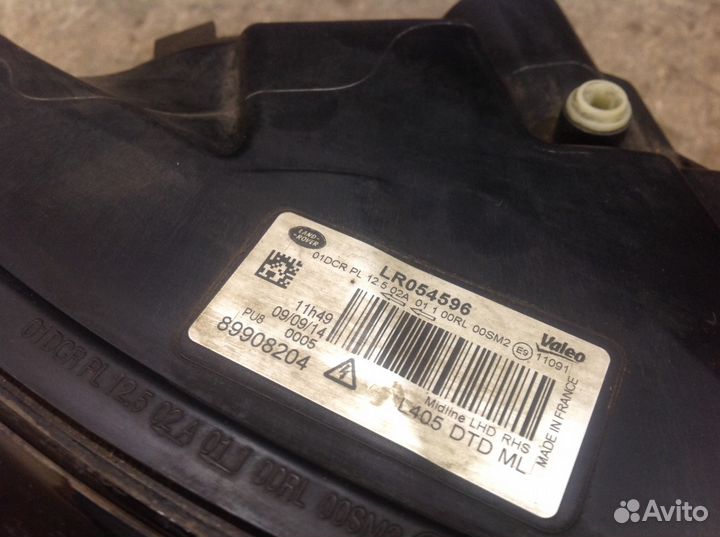 LAND-
-ROVER
LR054596
01DCR PL 12.5 02A 01 1 00RL 00SM2 E9 11091
Valeo
11h49
09/09/14
PU8
0005
89908204
Midline LHD RHS
L405 DTD ML
MADE IN FRANCE
01DCR PL 12.5 02A 01 1 00RL 00SM2
Avito